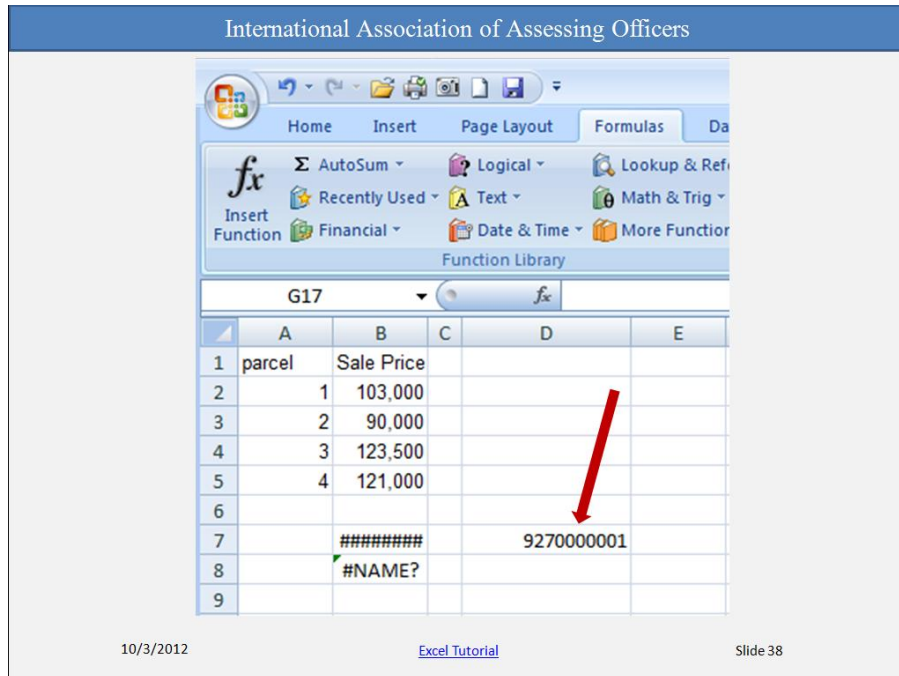 International Association of Assessing Officers
Home Insert Page Layout Formulas Da
fx Σ AutoSum Logical Lookup & Refe
Recently Used A Text θ Math & Trig
Insert Function Financial Date & Time More Function
Function Library
G17 fx
A B C D E
1 parcel Sale Price
2 1 103,000
3 2 90,000
4 3 123,500
5 4 121,000
6
7 ######## 9270000001
8 #NAME?
9
10/3/2012 Excel Tutorial Slide 38